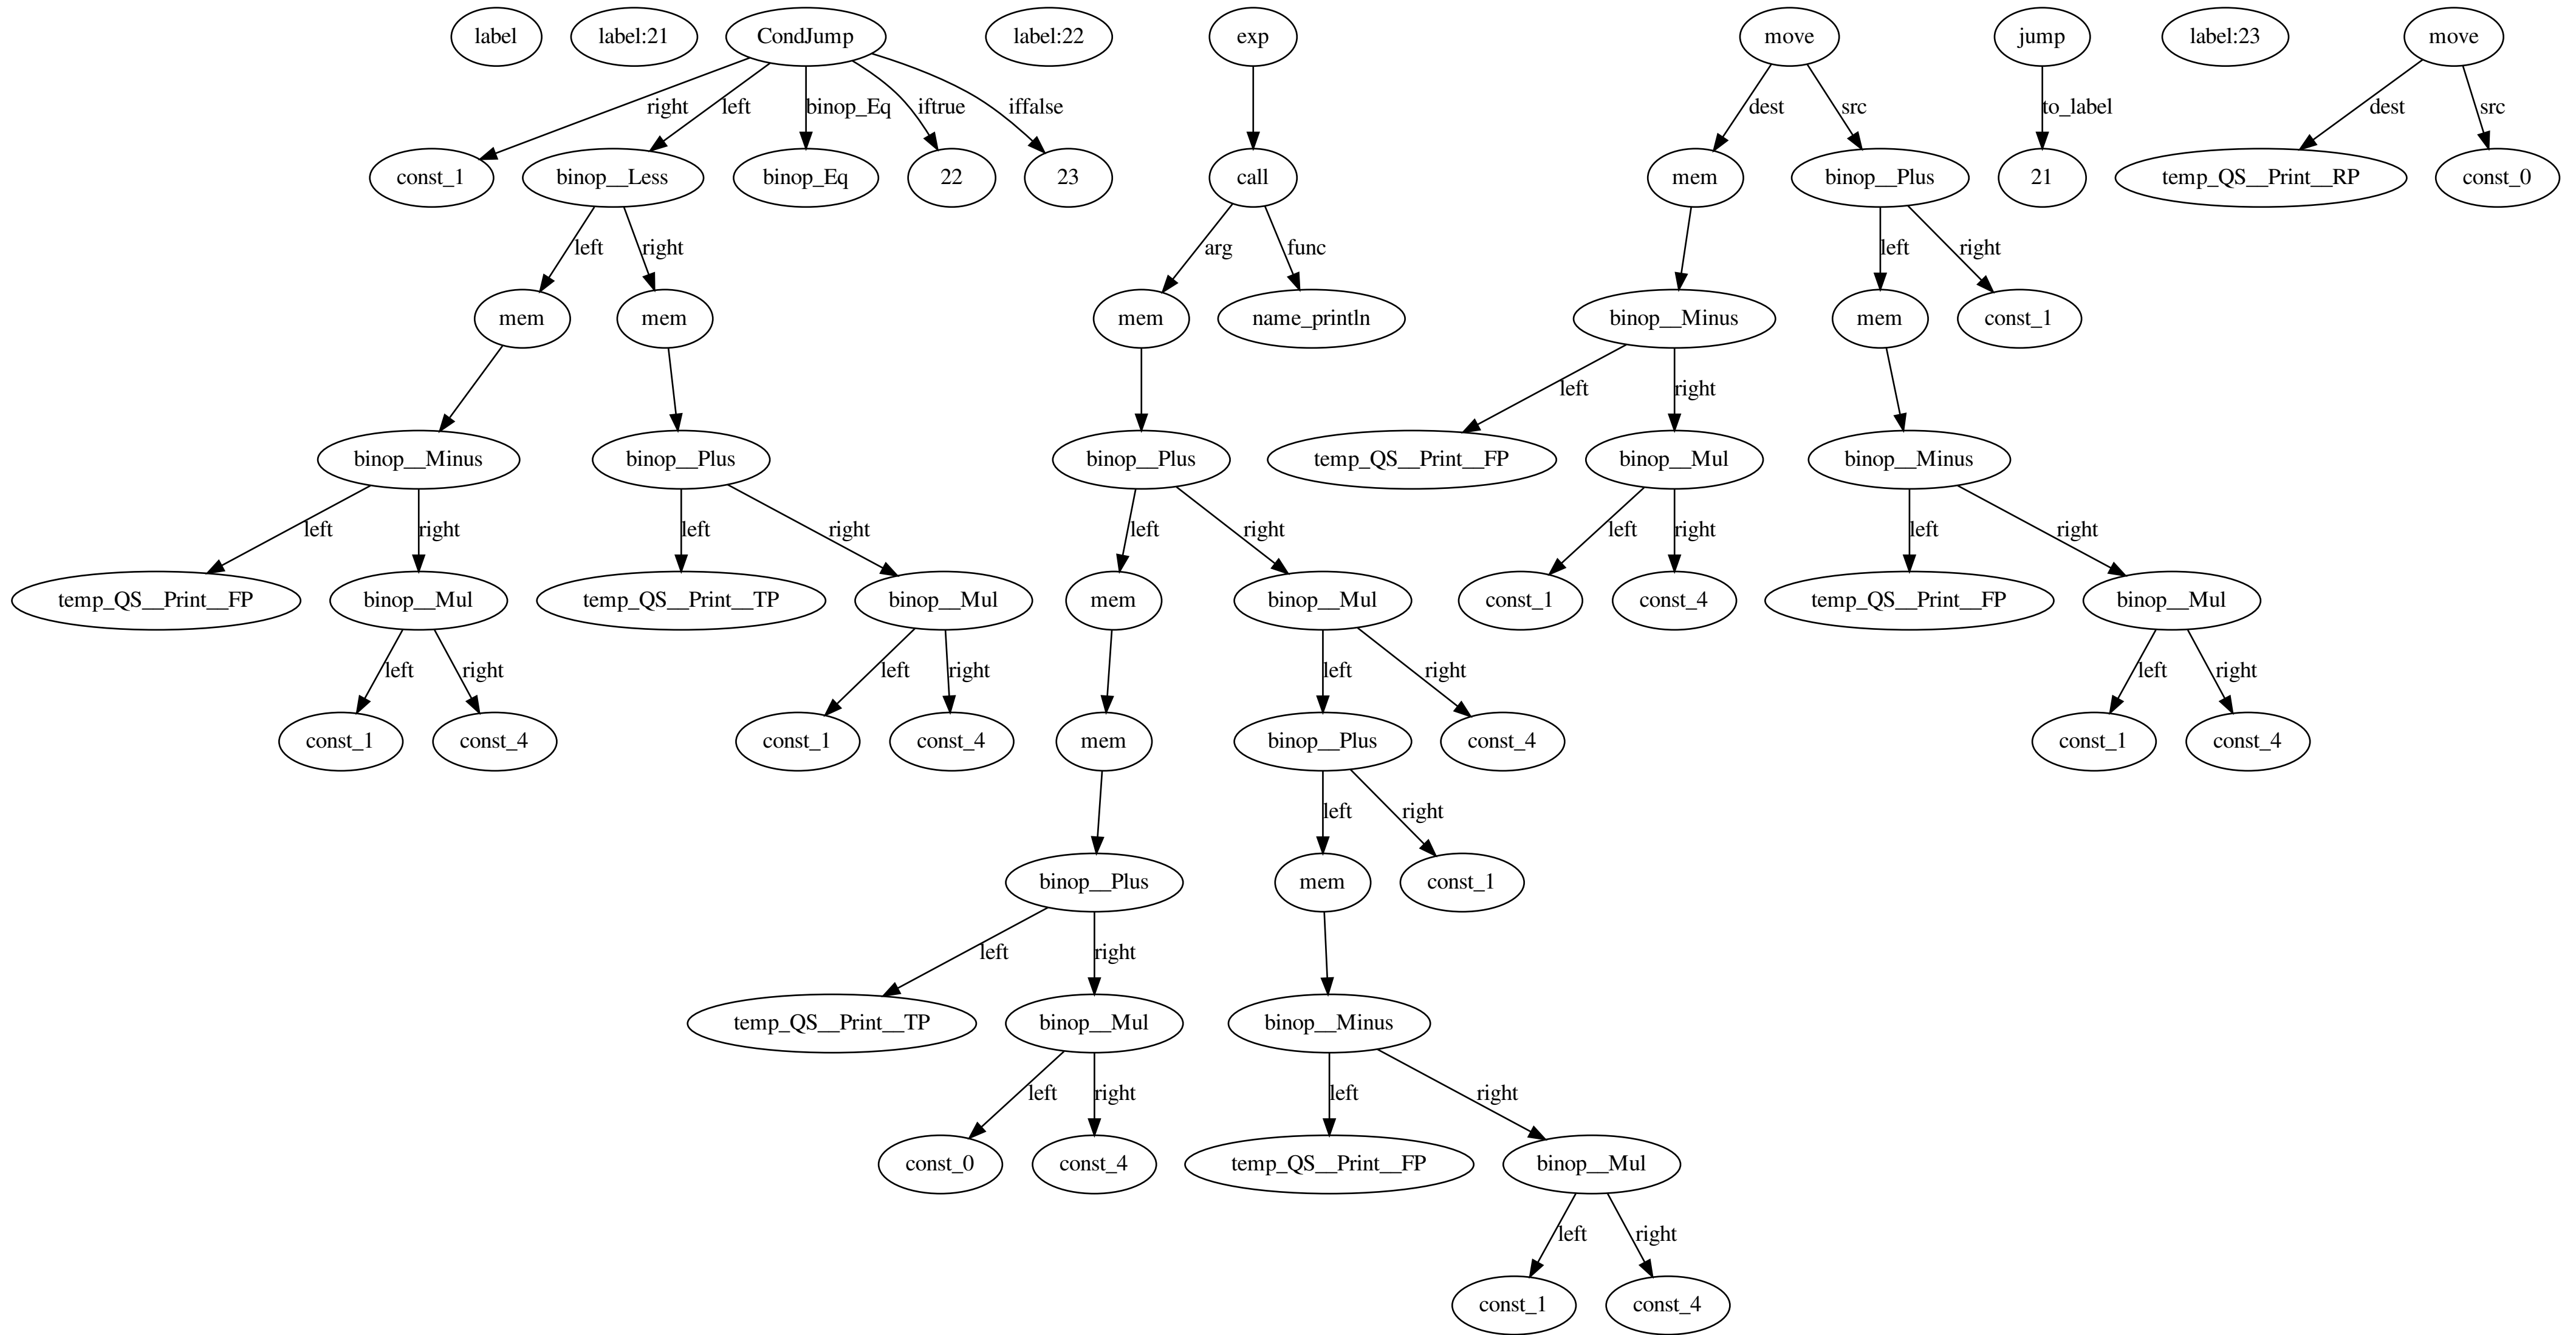 label
label:21
CondJump
label:22
exp
move
jump
label:23
move
right
left
binop_Eq
iftrue
iffalse
dest
src
to_label
dest
src
const_1
binop__Less
binop_Eq
22
23
call
mem
binop__Plus
21
temp_QS__Print__RP
const_0
left
right
arg
func
left
right
mem
mem
mem
name_println
binop__Minus
mem
const_1
left
right
binop__Minus
binop__Plus
binop__Plus
temp_QS__Print__FP
binop__Mul
binop__Minus
left
right
left
right
left
right
left
right
left
right
temp_QS__Print__FP
binop__Mul
temp_QS__Print__TP
binop__Mul
mem
binop__Mul
const_1
const_4
temp_QS__Print__FP
binop__Mul
left
right
left
right
left
right
left
right
const_1
const_4
const_1
const_4
mem
binop__Plus
const_4
const_1
const_4
left
right
binop__Plus
mem
const_1
left
right
temp_QS__Print__TP
binop__Mul
binop__Minus
left
right
left
right
const_0
const_4
temp_QS__Print__FP
binop__Mul
left
right
const_1
const_4